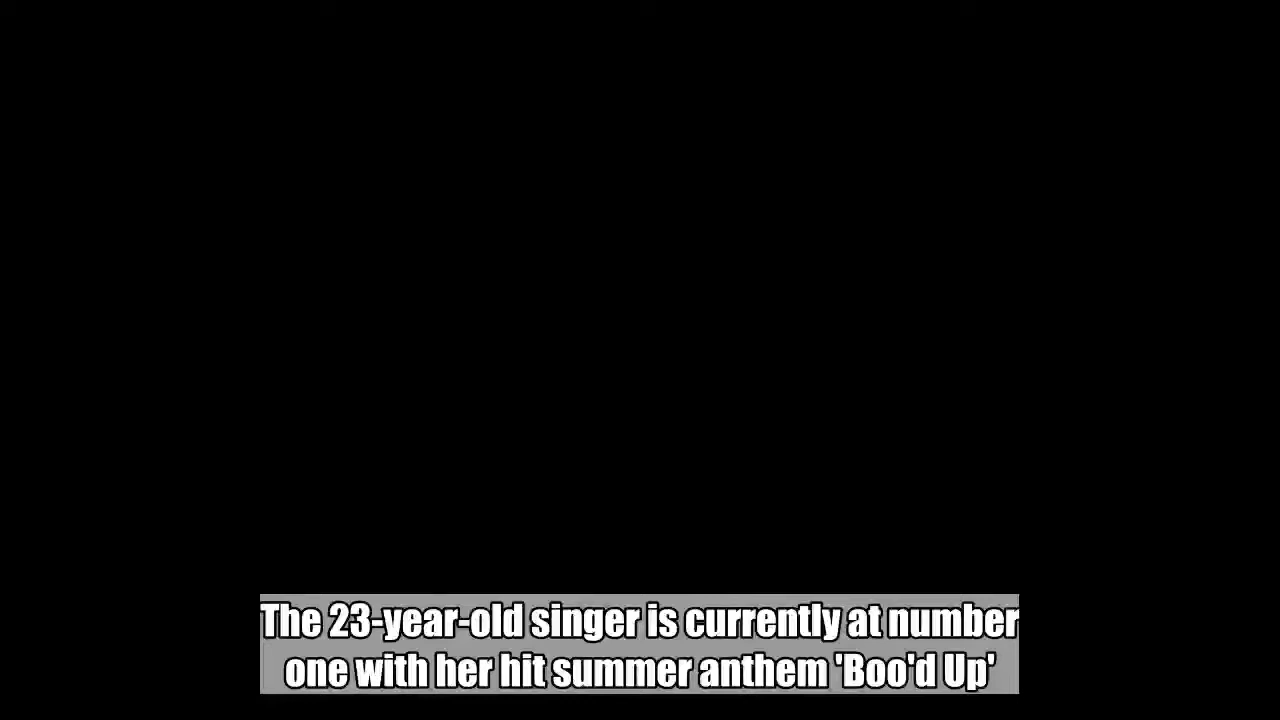 The 23-year-old singer is currently at number
one with her hit summer anthem 'Boo'd Up'